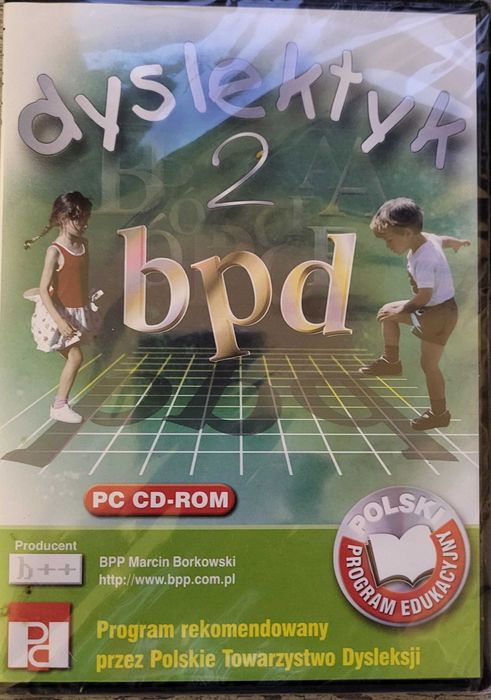 dyslektyk
2
bpd
PC CD-ROM
POLSKI
PROGRAM EDUKACYJNY
Producent
b++
BPP Marcin Borkowski
http://www.bpp.com.pl
Program rekomendowany
przez Polskie Towarzystwo Dysleksji